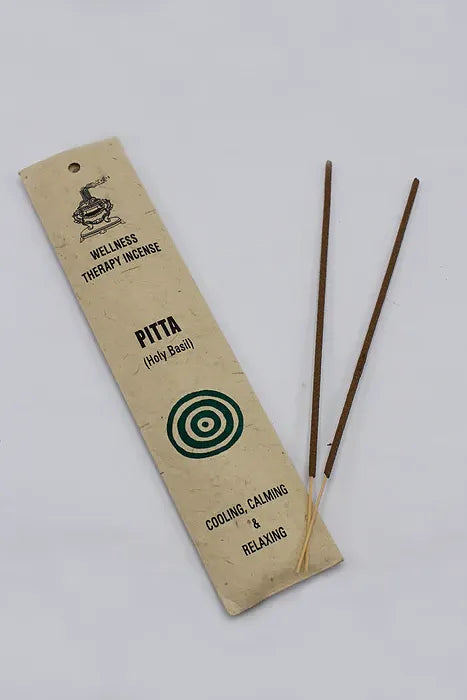 WELLNESS
THERAPY INCENSE
PITTA
(Holy Basil)
COOLING, CALMING
&
RELAXING